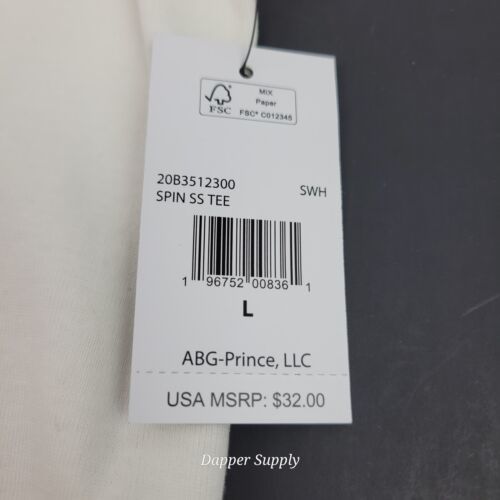 MIX
Paper
FSC
FSC® C012345
20B3512300
SWH
SPIN SS TEE
1 96752 00836 1
L
ABG-Prince, LLC
USA MSRP: $32.00
Dapper Supply